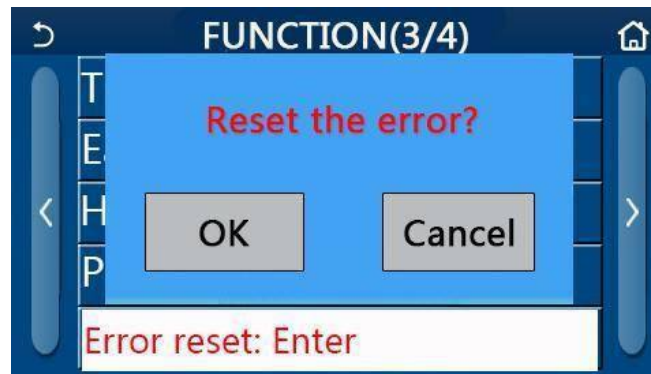 FUNCTION(3/4)
T
Reset the error?
E
H
OK
Cancel
P
Error reset: Enter